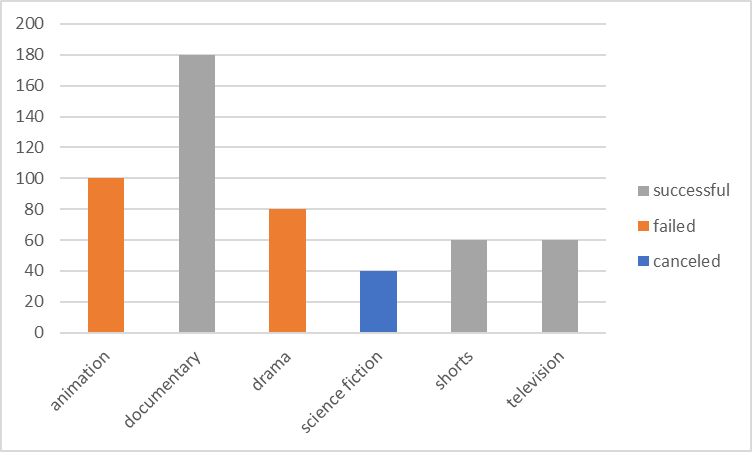 200
180
160
140
120
100
80
60
40
20
0
animation
documentary
drama
science fiction
shorts
television
successful
failed
canceled